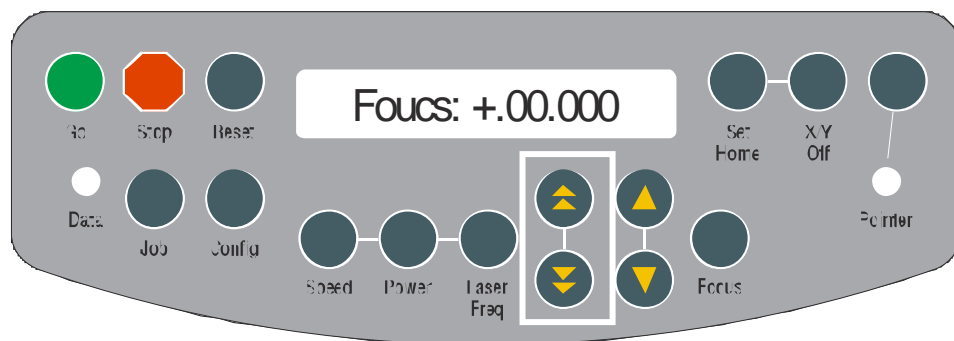 Foucs: +.00.000
Go
Stop
Reset
Set
Home
X/Y
Off
Data
Job
Config
Pointer
Speed
Power
Laser
Freq
Focus